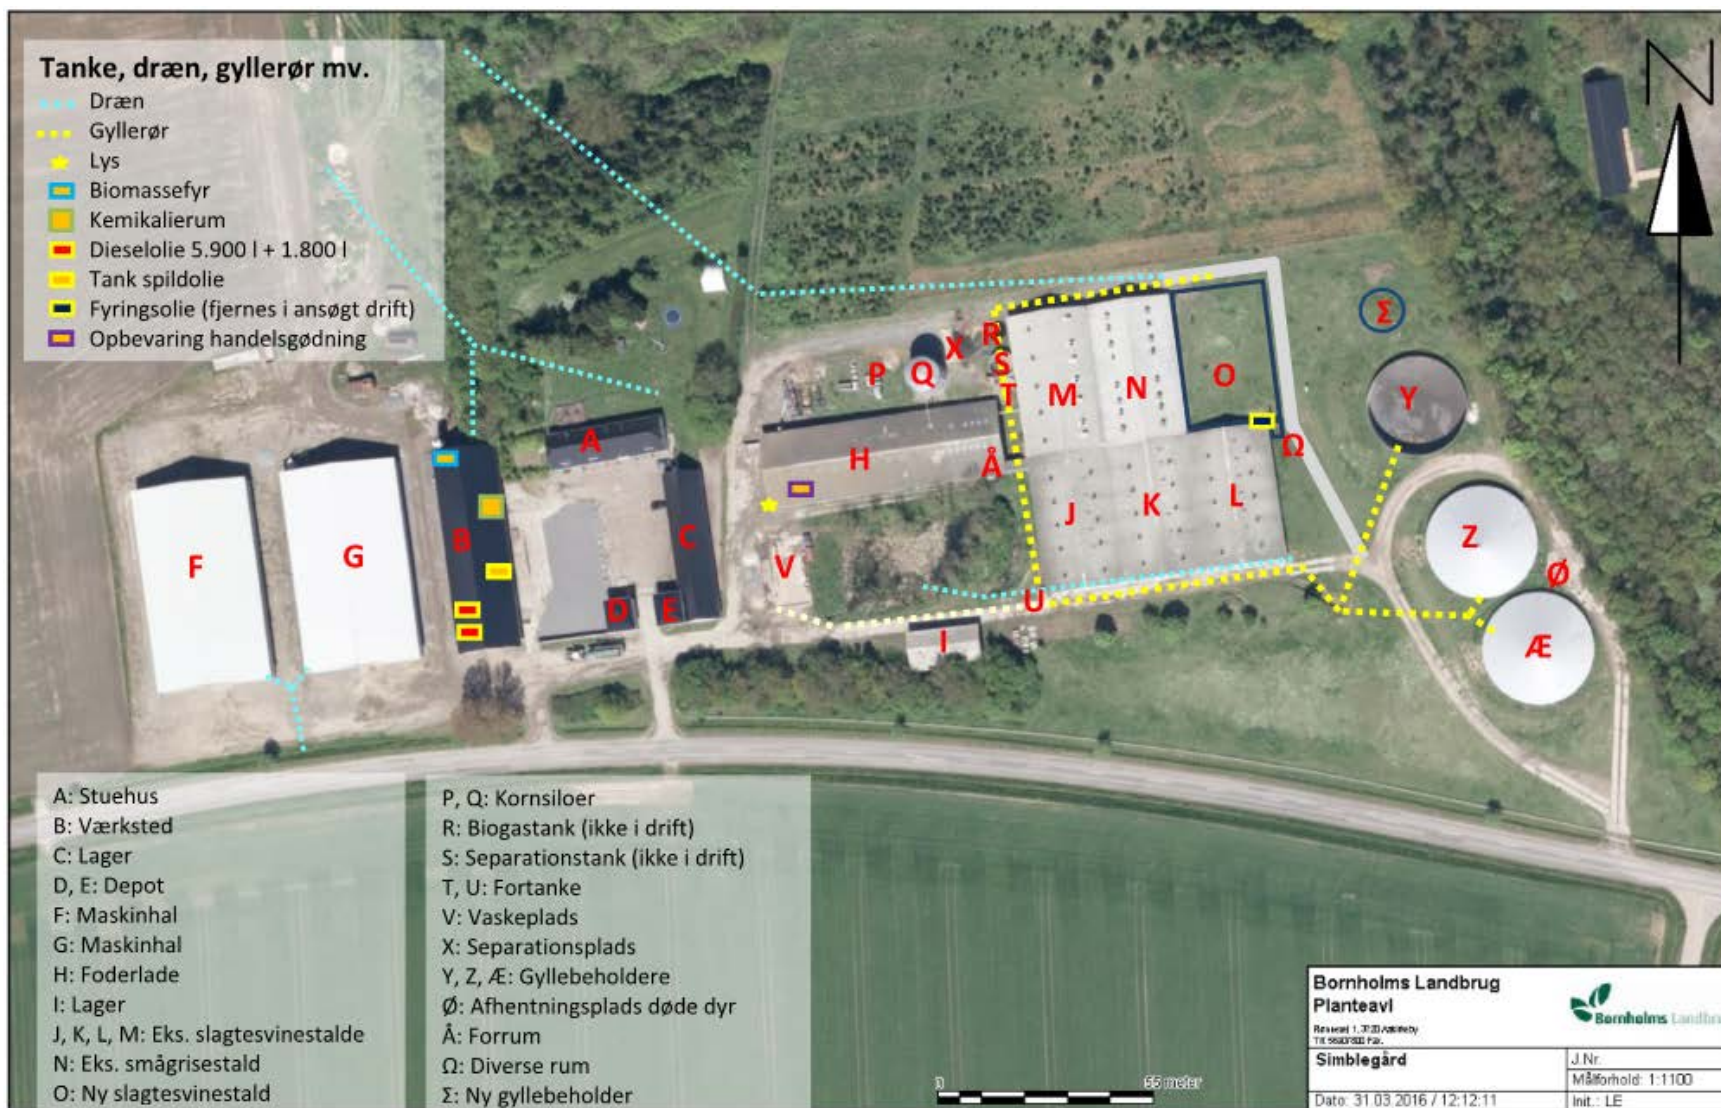 Tanke, dræn, gyllerør mv.
Dræn
Gyllerør
Lys
Biomassefyr
Kemikalierum
Dieselolie 5.900 l + 1.800 l
Tank spildolie
Fyringsolie (fjernes i ansøgt drift)
Opbevaring handelsgødning
N
Σ
R
X
S
P
Q
T
M
N
O
Y
A
H
Å
Ω
F
G
B
C
V
J
K
L
Z
Ø
D
E
U
I
Æ
A: Stuehus
B: Værksted
C: Lager
D, E: Depot
F: Maskinhal
G: Maskinhal
H: Foderlade
I: Lager
J, K, L, M: Eks. slagtesvinestalde
N: Eks. smågrisestald
O: Ny slagtesvinestald
P, Q: Kornsiloer
R: Biogastank (ikke i drift)
S: Separationstank (ikke i drift)
T, U: Fortanke
V: Vaskeplads
X: Separationsplads
Y, Z, Æ: Gyllebeholdere
Ø: Afhentningsplads døde dyr
Å: Forrum
Ω: Diverse rum
Σ: Ny gyllebeholder
55 meter
Bornholms Landbrug
Planteavl
Bornholms Landbru
Simblegård
J.Nr.
Målforhold: 1:1100
Dato: 31.03.2016 / 12:12:11
Init.: LE